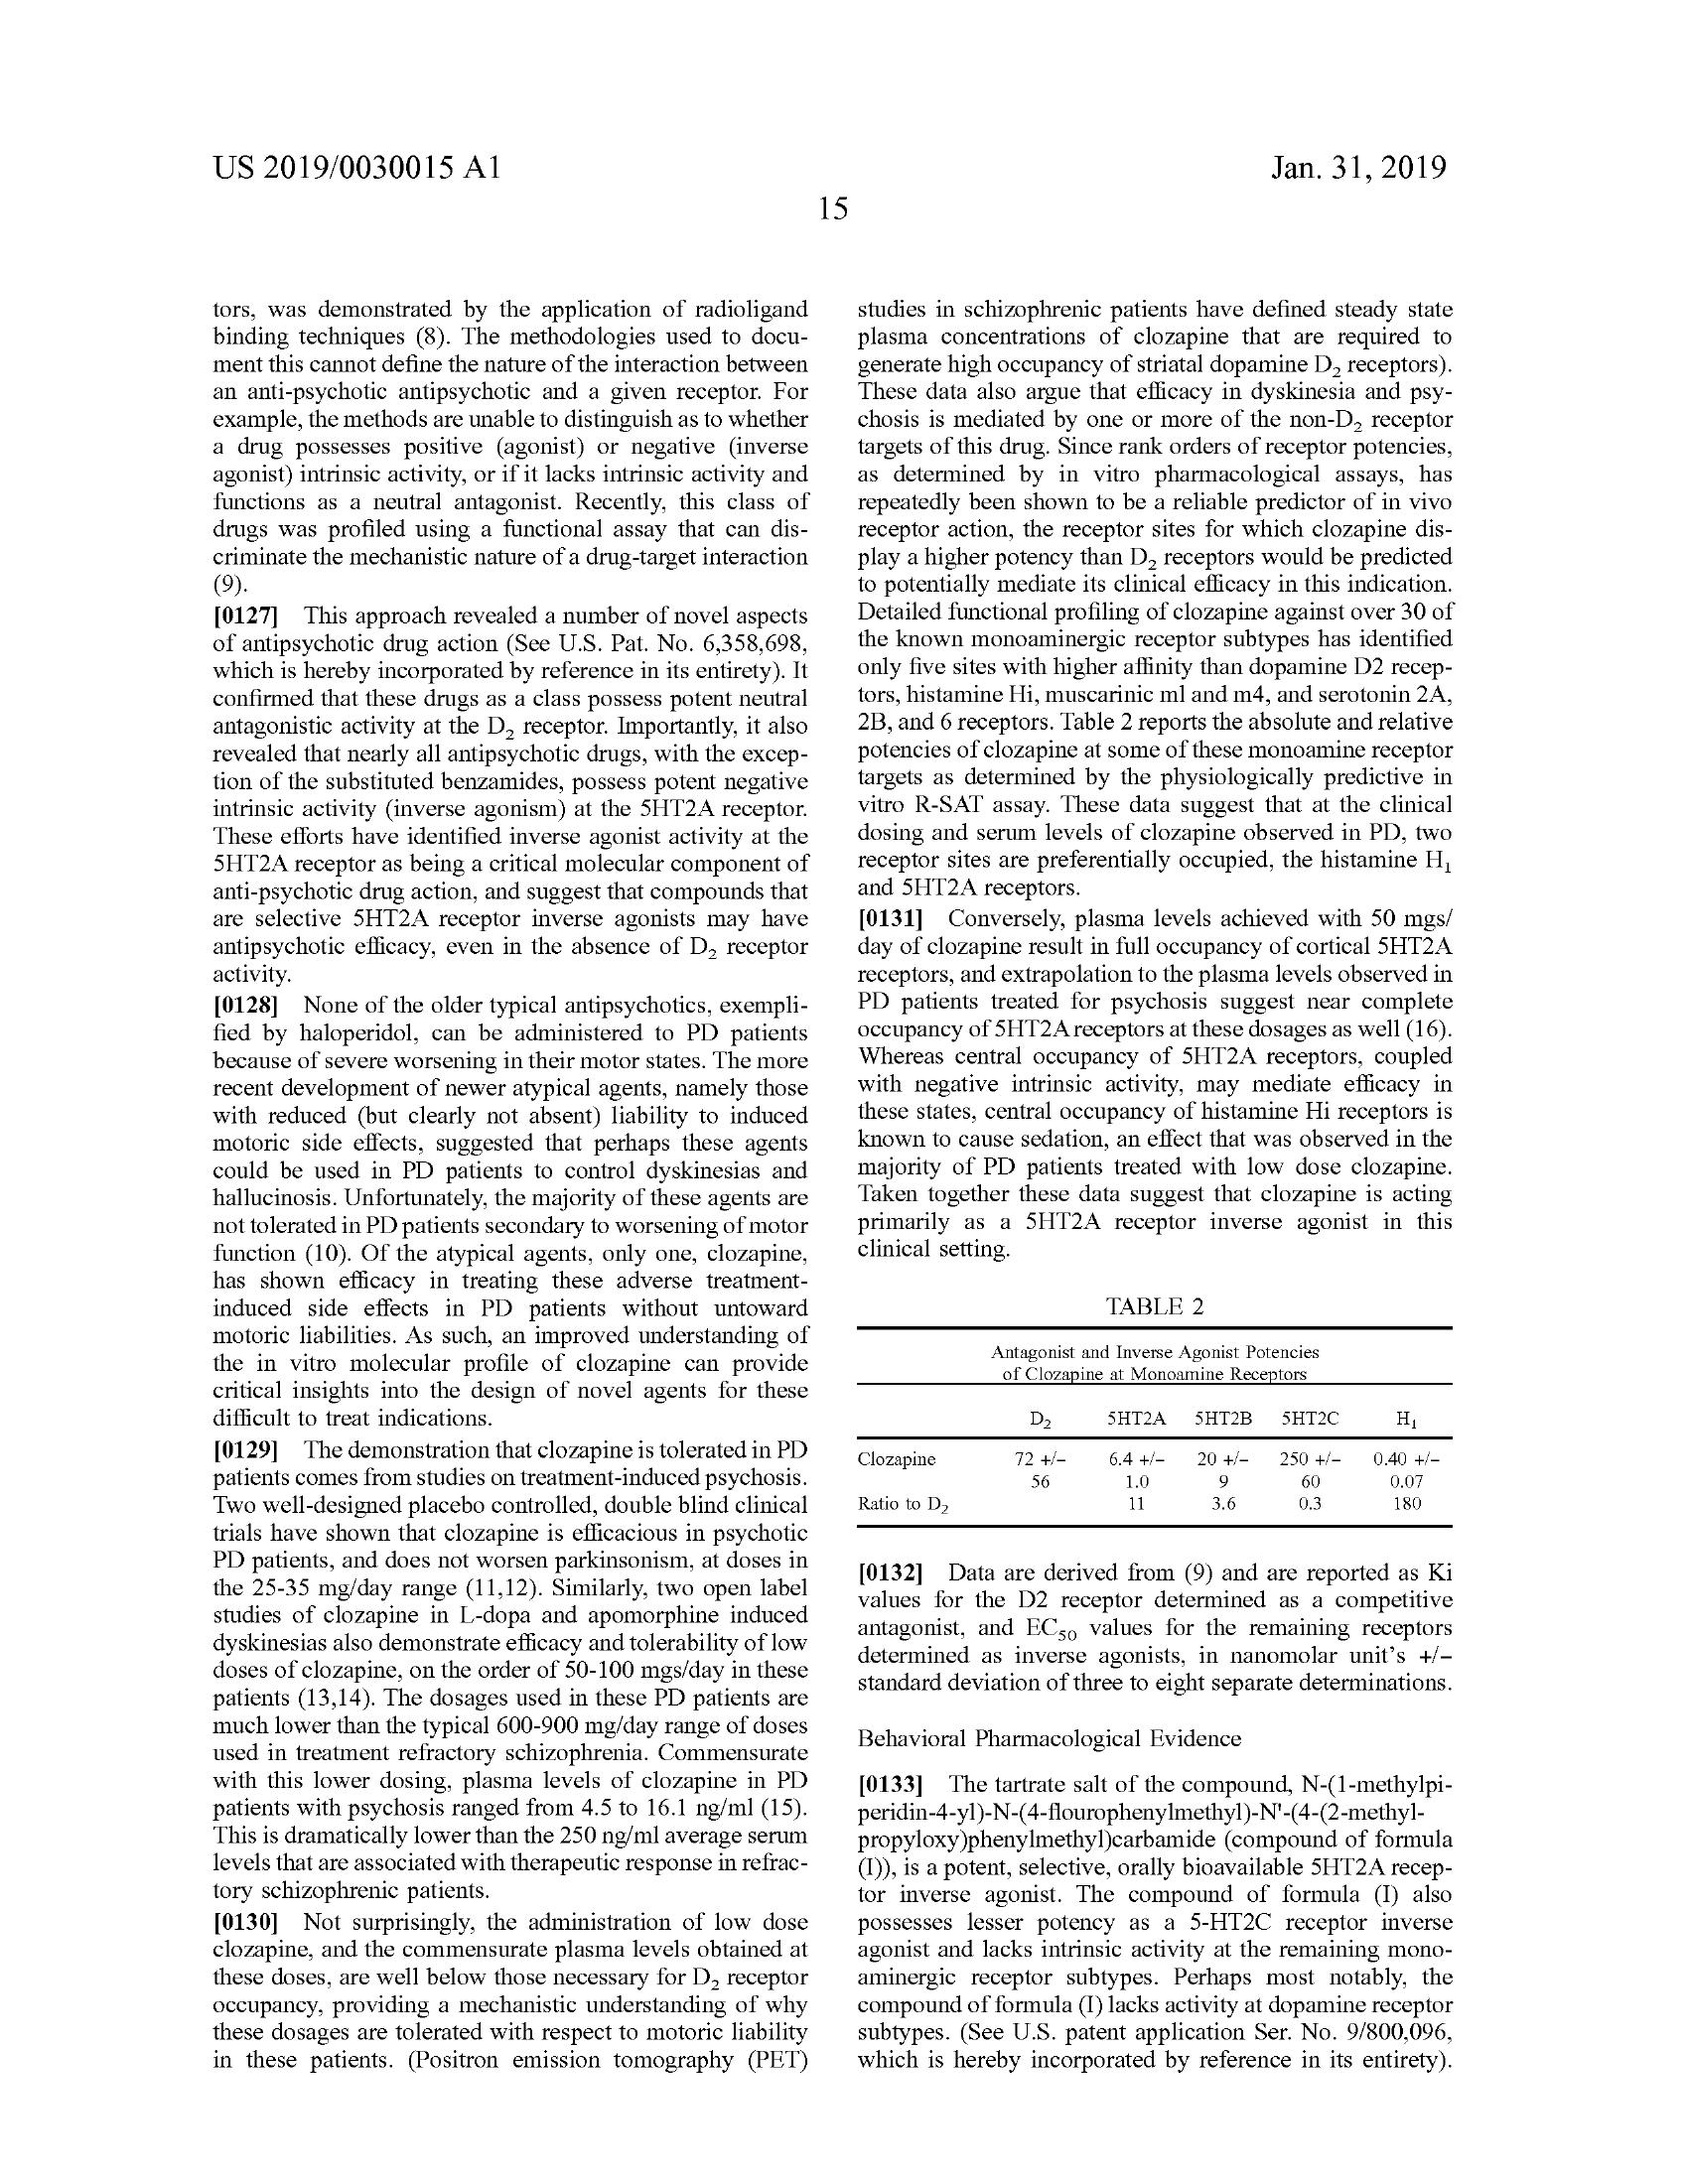 US 2019/0030015 A1
Jan. 31, 2019
15
tors, was demonstrated by the application of radioligand
binding techniques (8). The methodologies used to docu-
ment this cannot define the nature of the interaction between
an anti-psychotic antipsychotic and a given receptor. For
example, the methods are unable to distinguish as to whether
a drug possesses positive (agonist) or negative (inverse
agonist) intrinsic activity, or if it lacks intrinsic activity and
functions as a neutral antagonist. Recently, this class of
drugs was profiled using a functional assay that can dis-
criminate the mechanistic nature of a drug-target interaction
(9).
[0127] This approach revealed a number of novel aspects
of antipsychotic drug action (See U.S. Pat. No. 6,358,698,
which is hereby incorporated by reference in its entirety). It
confirmed that these drugs as a class possess potent neutral
antagonistic activity at the D₂ receptor. Importantly, it also
revealed that nearly all antipsychotic drugs, with the excep-
tion of the substituted benzamides, possess potent negative
intrinsic activity (inverse agonism) at the 5HT2A receptor.
These efforts have identified inverse agonist activity at the
5HT2A receptor as being a critical molecular component of
anti-psychotic drug action, and suggest that compounds that
are selective 5HT2A receptor inverse agonists may have
antipsychotic efficacy, even in the absence of D₂ receptor
activity.
[0128] None of the older typical antipsychotics, exempli-
fied by haloperidol, can be administered to PD patients
because of severe worsening in their motor states. The more
recent development of newer atypical agents, namely those
with reduced (but clearly not absent) liability to induced
motoric side effects, suggested that perhaps these agents
could be used in PD patients to control dyskinesias and
hallucinosis. Unfortunately, the majority of these agents are
not tolerated in PD patients secondary to worsening of motor
function (10). Of the atypical agents, only one, clozapine,
has shown efficacy in treating these adverse treatment-
induced side effects in PD patients without untoward
motoric liabilities. As such, an improved understanding of
the in vitro molecular profile of clozapine can provide
critical insights into the design of novel agents for these
difficult to treat indications.
[0129] The demonstration that clozapine is tolerated in PD
patients comes from studies on treatment-induced psychosis.
Two well-designed placebo controlled, double blind clinical
trials have shown that clozapine is efficacious in psychotic
PD patients, and does not worsen parkinsonism, at doses in
the 25-35 mg/day range (11,12). Similarly, two open label
studies of clozapine in L-dopa and apomorphine induced
dyskinesias also demonstrate efficacy and tolerability of low
doses of clozapine, on the order of 50-100 mgs/day in these
patients (13,14). The dosages used in these PD patients are
much lower than the typical 600-900 mg/day range of doses
used in treatment refractory schizophrenia. Commensurate
with this lower dosing, plasma levels of clozapine in PD
patients with psychosis ranged from 4.5 to 16.1 ng/ml (15).
This is dramatically lower than the 250 ng/ml average serum
levels that are associated with therapeutic response in refrac-
tory schizophrenic patients.
[0130] Not surprisingly, the administration of low dose
clozapine, and the commensurate plasma levels obtained at
these doses, are well below those necessary for D₂ receptor
occupancy, providing a mechanistic understanding of why
these dosages are tolerated with respect to motoric liability
in these patients. (Positron emission tomography (PET)
studies in schizophrenic patients have defined steady state
plasma concentrations of clozapine that are required to
generate high occupancy of striatal dopamine D₂ receptors).
These data also argue that efficacy in dyskinesia and psy-
chosis is mediated by one or more of the non-D₂ receptor
targets of this drug. Since rank orders of receptor potencies,
as determined by in vitro pharmacological assays, has
repeatedly been shown to be a reliable predictor of in vivo
receptor action, the receptor sites for which clozapine dis-
play a higher potency than D₂ receptors would be predicted
to potentially mediate its clinical efficacy in this indication.
Detailed functional profiling of clozapine against over 30 of
the known monoaminergic receptor subtypes has identified
only five sites with higher affinity than dopamine D2 recep-
tors, histamine Hi, muscarinic ml and m4, and serotonin 2A,
2B, and 6 receptors. Table 2 reports the absolute and relative
potencies of clozapine at some of these monoamine receptor
targets as determined by the physiologically predictive in
vitro R-SAT assay. These data suggest that at the clinical
dosing and serum levels of clozapine observed in PD, two
receptor sites are preferentially occupied, the histamine H₁
and 5HT2A receptors.
[0131] Conversely, plasma levels achieved with 50 mgs/
day of clozapine result in full occupancy of cortical 5HT2A
receptors, and extrapolation to the plasma levels observed in
PD patients treated for psychosis suggest near complete
occupancy of 5HT2A receptors at these dosages as well (16).
Whereas central occupancy of 5HT2A receptors, coupled
with negative intrinsic activity, may mediate efficacy in
these states, central occupancy of histamine Hi receptors is
known to cause sedation, an effect that was observed in the
majority of PD patients treated with low dose clozapine.
Taken together these data suggest that clozapine is acting
primarily as a 5HT2A receptor inverse agonist in this
clinical setting.
TABLE 2
Antagonist and Inverse Agonist Potencies
of Clozapine at Monoamine Receptors
D₂ 5HT2A 5HT2B 5HT2C H₁
Clozapine 72 +/− 6.4 +/− 20 +/− 250 +/− 0.40 +/−
56 1.0 9 60 0.07
Ratio to D₂ 11 3.6 0.3 180
[0132] Data are derived from (9) and are reported as Ki
values for the D2 receptor determined as a competitive
antagonist, and EC₅₀ values for the remaining receptors
determined as inverse agonists, in nanomolar unit's +/−
standard deviation of three to eight separate determinations.
Behavioral Pharmacological Evidence
[0133] The tartrate salt of the compound, N-(1-methylpi-
peridin-4-yl)-N-(4-flourophenylmethyl)-N'-(4-(2-methyl-
propyloxy)phenylmethyl)carbamide (compound of formula
(I)), is a potent, selective, orally bioavailable 5HT2A recep-
tor inverse agonist. The compound of formula (I) also
possesses lesser potency as a 5-HT2C receptor inverse
agonist and lacks intrinsic activity at the remaining mono-
aminergic receptor subtypes. Perhaps most notably, the
compound of formula (I) lacks activity at dopamine receptor
subtypes. (See U.S. patent application Ser. No. 9/800,096,
which is hereby incorporated by reference in its entirety).